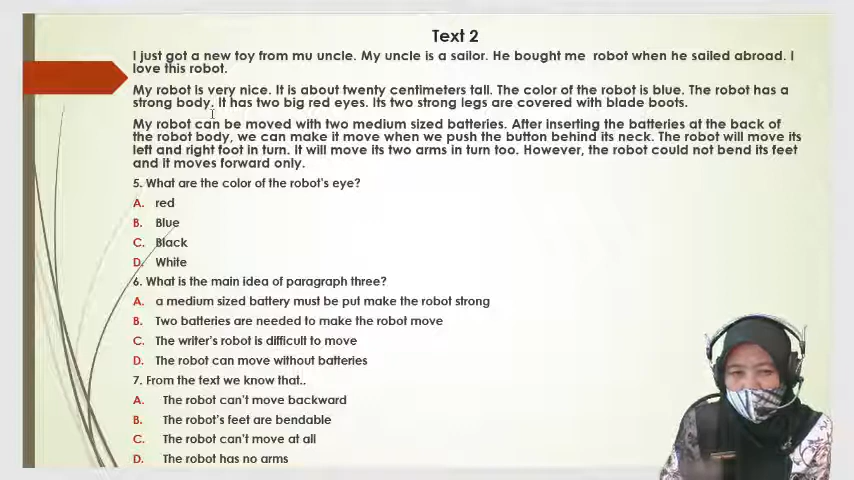 Text 2
I just got a new toy from mu uncle. My uncle is a sailor. He bought me robot when he sailed abroad. I
love this robot.
My robot is very nice. It is about twenty centimeters tall. The color of the robot is blue. The robot has a
strong body. It has two big red eyes. Its two strong legs are covered with blade boots.
My robot can be moved with two medium sized batteries. After inserting the batteries at the back of
the robot body, we can make it move when we push the button behind its neck. The robot will move its
left and right foot in turn. It will move its two arms in turn too. However, the robot could not bend its feet
and it moves forward only.
5. What are the color of the robot's eye?
A. red
B. Blue
C. Black
D. White
6. What is the main idea of paragraph three?
A. a medium sized battery must be put make the robot strong
B. Two batteries are needed to make the robot move
C. The writer's robot is difficult to move
D. The robot can move without batteries
7. From the text we know that..
A. The robot can't move backward
B. The robot's feet are bendable
C. The robot can't move at all
D. The robot has no arms